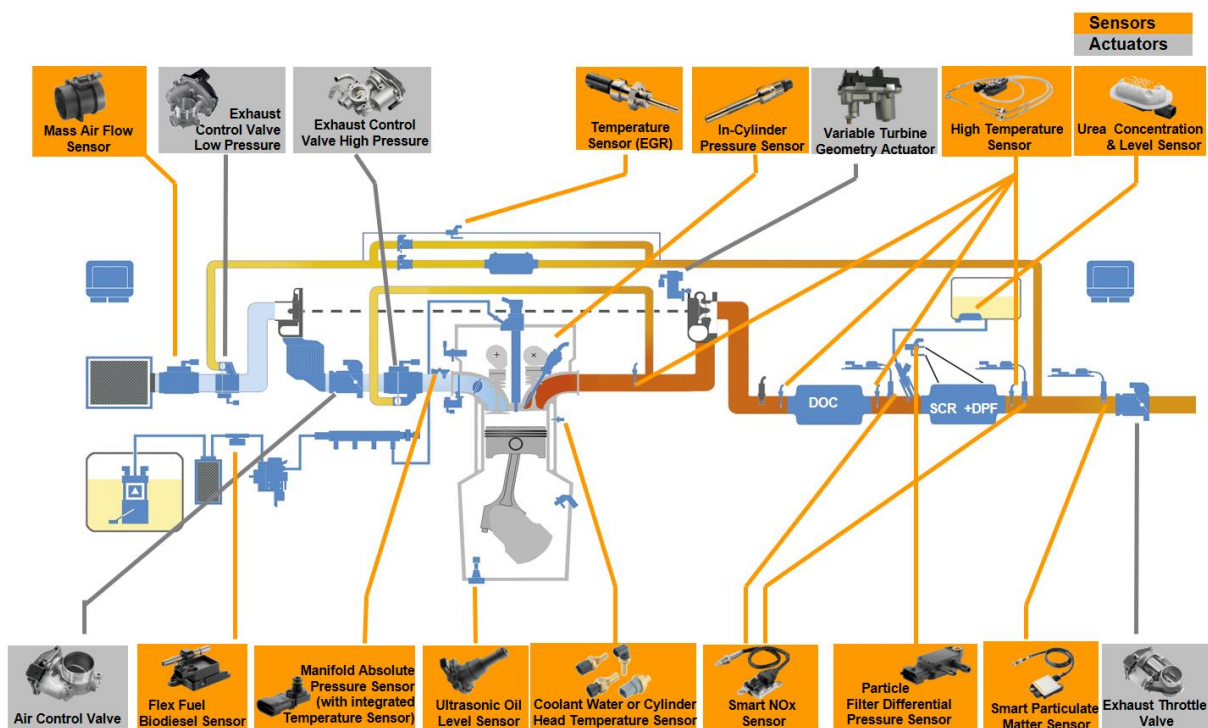 Sensors
Actuators
Mass Air Flow
Sensor
Exhaust
Control Valve
Low Pressure
Exhaust Control
Valve High Pressure
Temperature
Sensor (EGR)
In-Cylinder
Pressure Sensor
Variable Turbine
Geometry Actuator
High Temperature
Sensor
Urea Concentration
& Level Sensor
DOC
SCR +DPF
Air Control Valve
Flex Fuel
Biodiesel Sensor
Manifold Absolute
Pressure Sensor
(with integrated
Temperature Sensor)
Ultrasonic Oil
Level Sensor
Coolant Water or Cylinder
Head Temperature Sensor
Smart NOx
Sensor
Particle
Filter Differential
Pressure Sensor
Smart Particulate
Matter Sensor
Exhaust Throttle
Valve